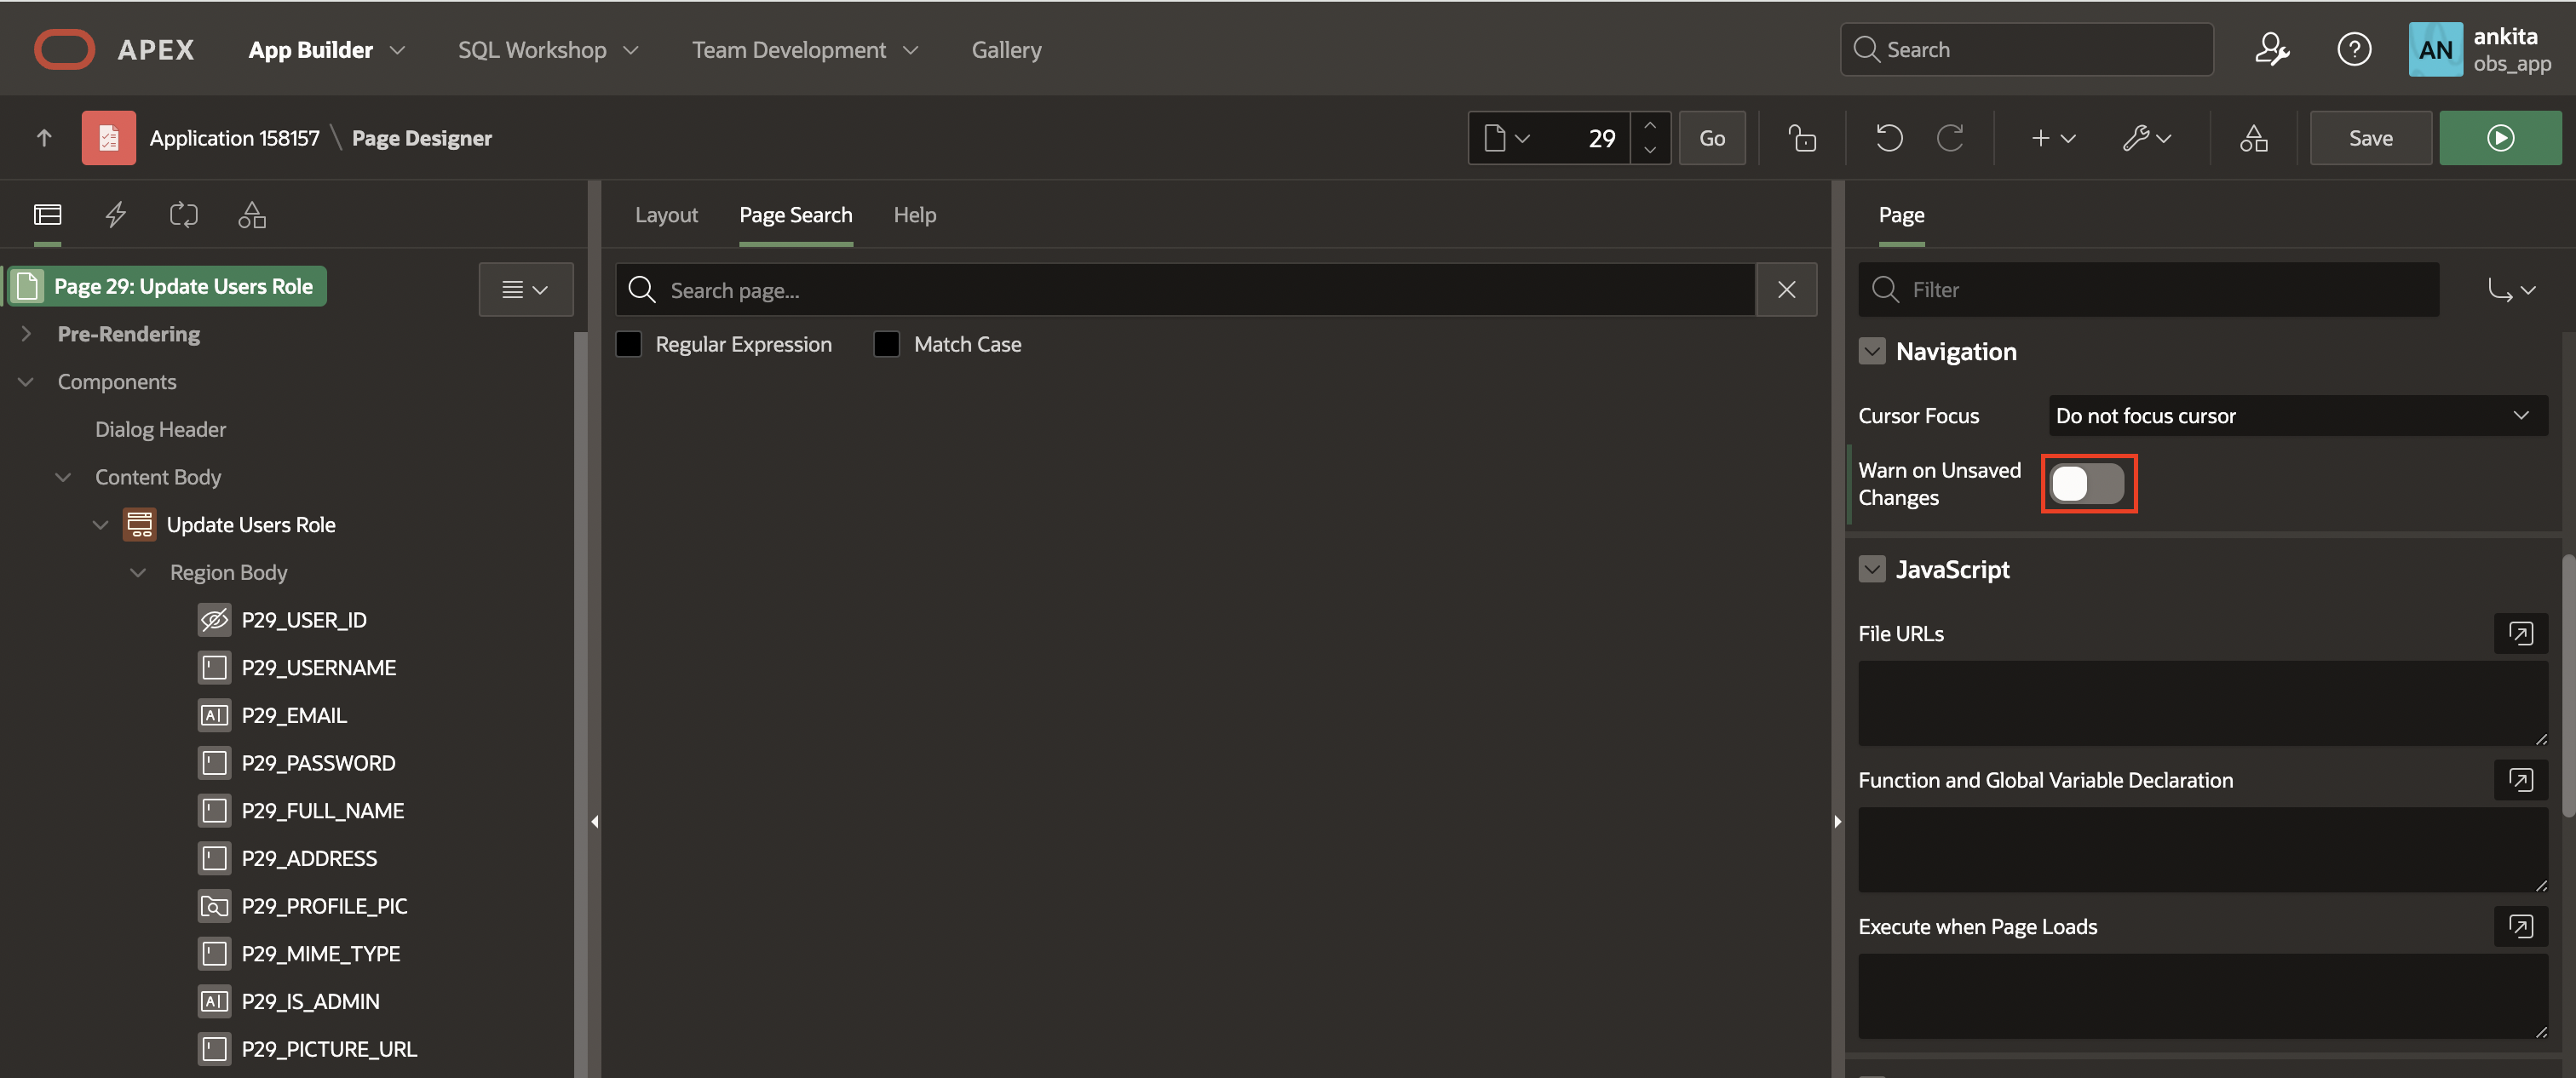 APEX App Builder SQL Workshop Team Development Gallery Search AN ankita
obs_app
Application 158157 \ Page Designer 29 Go Save
Page 29: Update Users Role
Pre-Rendering
Components
Dialog Header
Content Body
Update Users Role
Region Body
P29_USER_ID
P29_USERNAME
P29_EMAIL
P29_PASSWORD
P29_FULL_NAME
P29_ADDRESS
P29_PROFILE_PIC
P29_MIME_TYPE
P29_IS_ADMIN
P29_PICTURE_URL
Layout Page Search Help
Search page...
Regular Expression Match Case
Page
Filter
Navigation
Cursor Focus Do not focus cursor
Warn on Unsaved
Changes
JavaScript
File URLs
Function and Global Variable Declaration
Execute when Page Loads